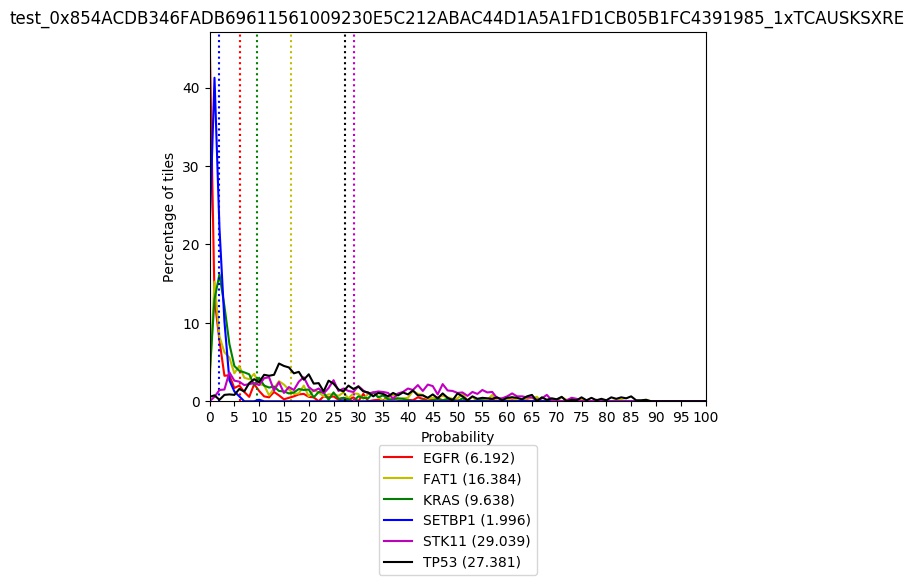 test_0x854ACDB346FADB69611561009230E5C212ABAC44D1A5A1FD1CB05B1FC4391985_1xTCAUSKSXRE
40
30
20
10
0
Percentage of tiles
0 5 10 15 20 25 30 35 40 45 50 55 60 65 70 75 80 85 90 95 100
Probability
EGFR (6.192)
FAT1 (16.384)
KRAS (9.638)
SETBP1 (1.996)
STK11 (29.039)
TP53 (27.381)